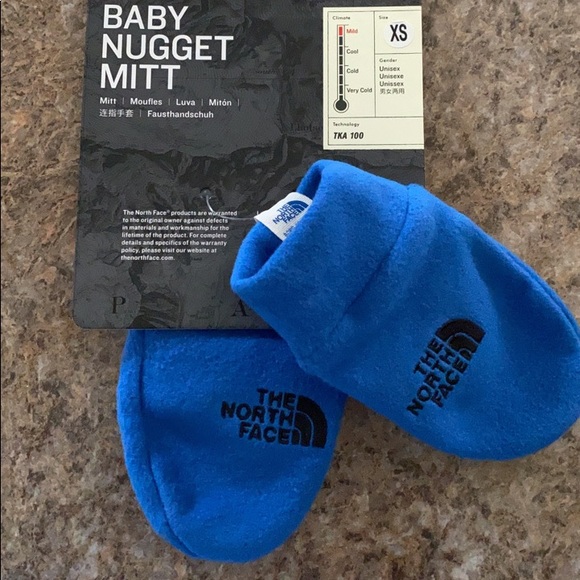 BABY
NUGGET
MITT
Mitt | Moufles | Luva | Mitón |
连指手套 | Fausthandschuh
Climate
Mild
Cool
Cold
Very Cold
Technology
TKA 100
Size
XS
Gender
Unisex
Unisexe
Unissex
男女两用
The North Face® products are warranted
to the original owner against defects
in materials and workmanship for the
lifetime of the product. For complete
details and specifics of the warranty
policy, please visit our website at
thenorthface.com.
P A
THE
NORTH
FACE
THE
NORTH
FACE
THE
NORTH
FACE